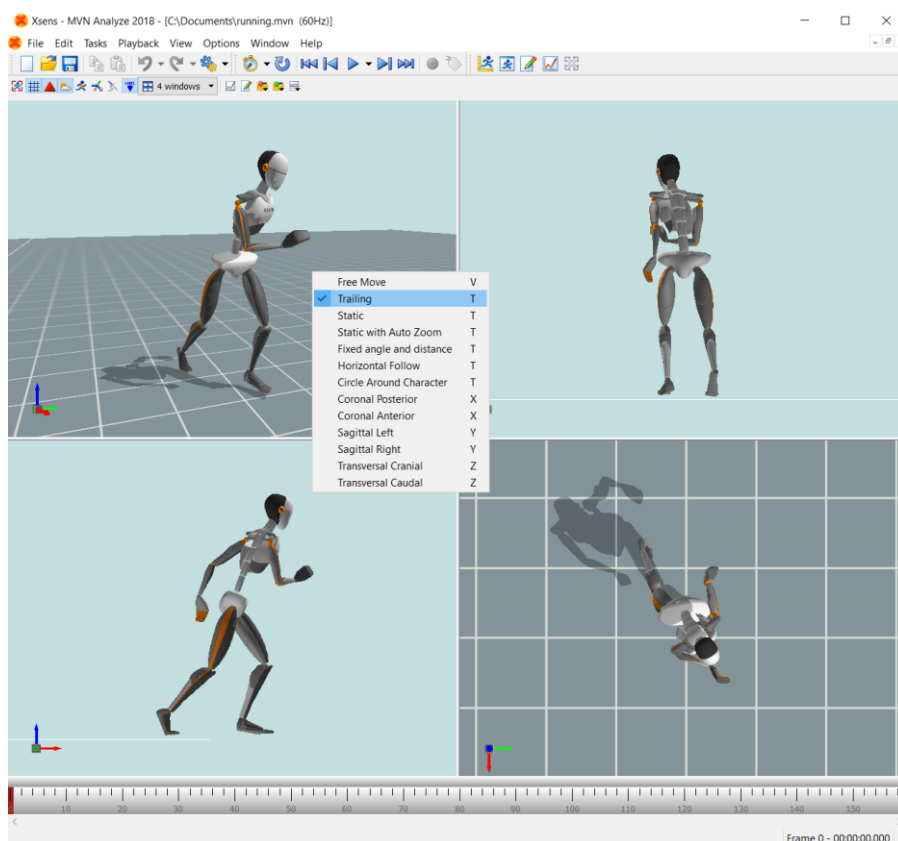 Xsens - MVN Analyze 2018 - [C:\Documents\running.mvn (60Hz)]
File Edit Tasks Playback View Options Window Help
4 windows
Free Move V
Trailing T
Static T
Static with Auto Zoom T
Fixed angle and distance T
Horizontal Follow T
Circle Around Character T
Coronal Posterior X
Coronal Anterior X
Sagittal Left Y
Sagittal Right Y
Transversal Cranial Z
Transversal Caudal Z
10 20 30 40 50 60 70 80 90 100 110 120 130 140 150
Frame 0 - 00:00:00.000